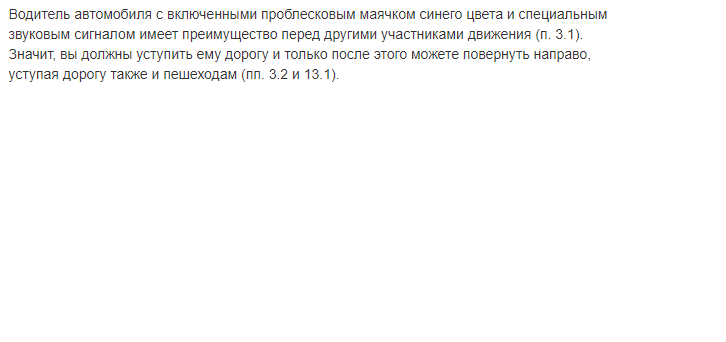 Водитель автомобиля с включенными проблесковым маячком синего цвета и специальным
звуковым сигналом имеет преимущество перед другими участниками движения (п. 3.1).
Значит, вы должны уступить ему дорогу и только после этого можете повернуть направо,
уступая дорогу также и пешеходам (пп. 3.2 и 13.1).